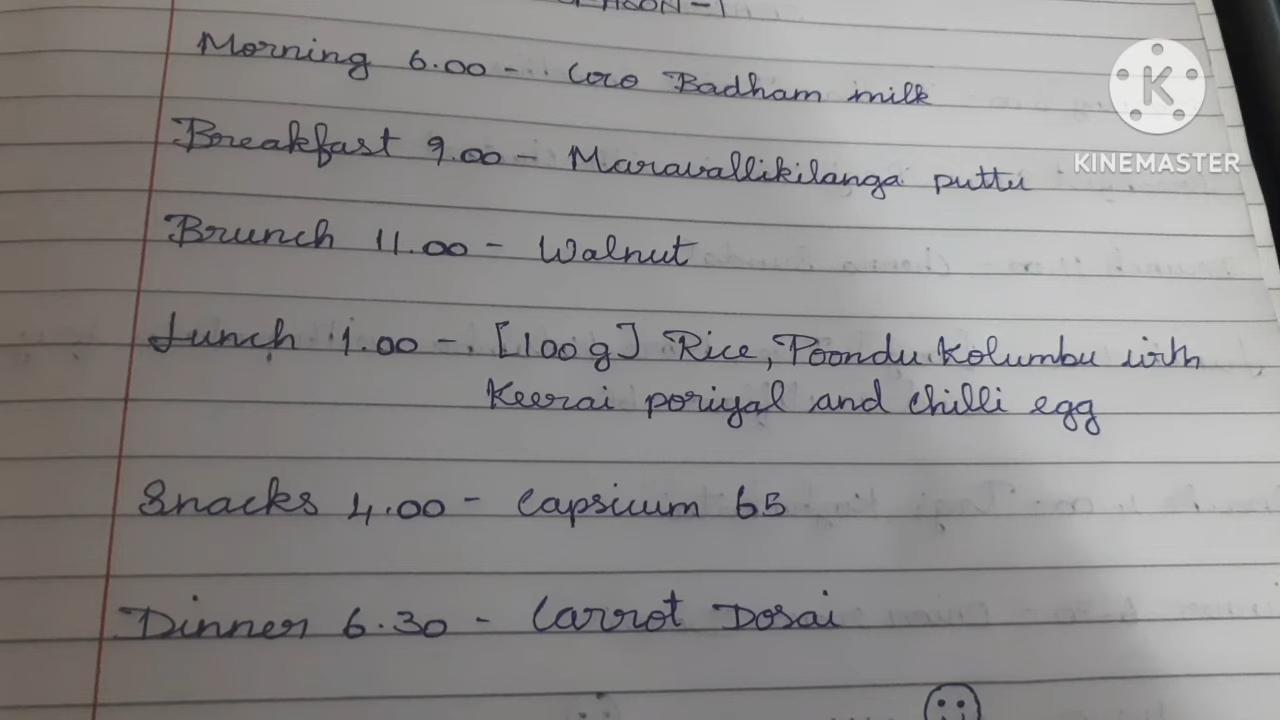 Morning 6.00 - Coco Badham milk
KINEMASTER
Breakfast 9.00 - Maravallikilanga puttu
Brunch 11.00 - Walnut
Lunch 1.00 - [100g] Rice, Poondu Kolumbu with
Keerai poriyal and chilli egg
Snacks 4.00 - Capsicum 65
Dinner 6.30 - Carrot Dosai